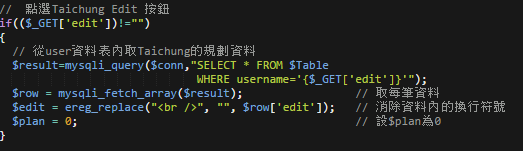 // 點選Taichung Edit 按鈕
if(($_GET['edit'])!="")
{
// 從user資料表內取Taichung的規劃資料
$result=mysqli_query($conn,"SELECT * FROM $Table
WHERE username='{$_GET['edit']}'");
$row = mysqli_fetch_array($result); // 取每筆資料
$edit = ereg_replace("<br />", "", $row['edit']); // 消除資料內的換行符號
$plan = 0; // 設$plan為0
}